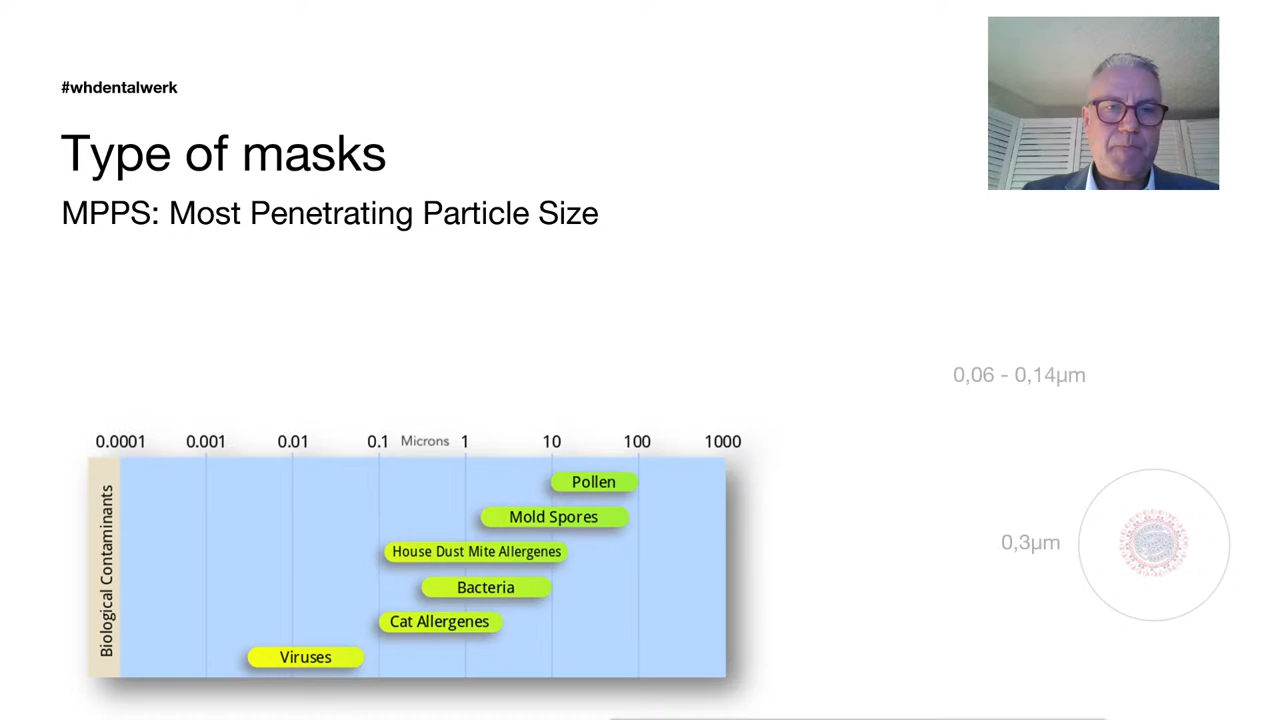 #whdentalwerk
Type of masks
MPPS: Most Penetrating Particle Size
0,06 - 0,14µm
0.0001 0.001 0.01 0.1 Microns 1 10 100 1000
Biological Contaminants
Pollen
Mold Spores
House Dust Mite Allergenes
Bacteria
Cat Allergenes
Viruses
0,3µm